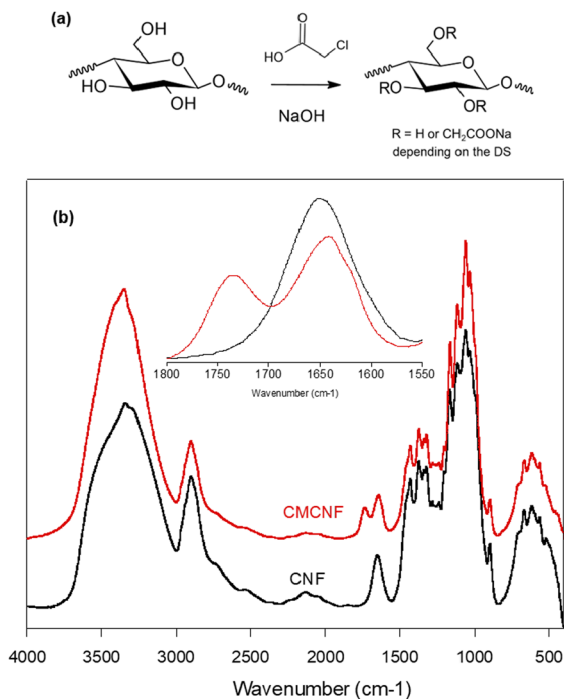 (a)
OH
HO
OH
O
O
O
HO
Cl
NaOH
OR
RO
OR
O
O
R = H or CH₂COONa
depending on the DS
(b)
1800 1750 1700 1650 1600 1550
Wavenumber (cm-1)
CMCNF
CNF
4000 3500 3000 2500 2000 1500 1000 500
Wavenumber (cm-1)